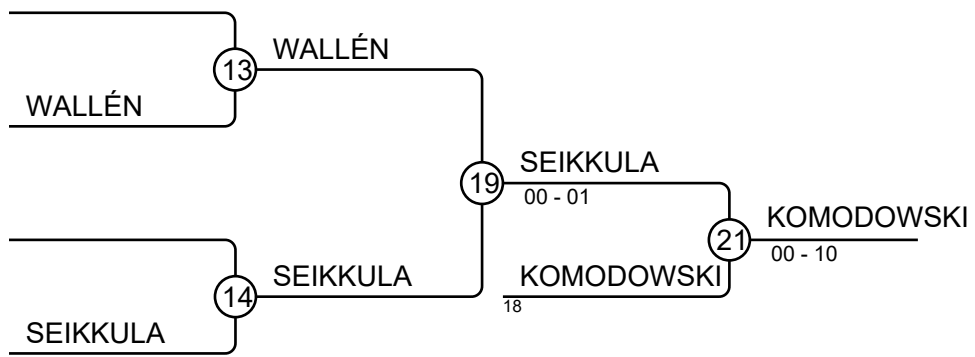 WALLÉN
13
WALLÉN
SEIKKULA
19
00 - 01
KOMODOWSKI
21
00 - 10
SEIKKULA
KOMODOWSKI
14
18
SEIKKULA